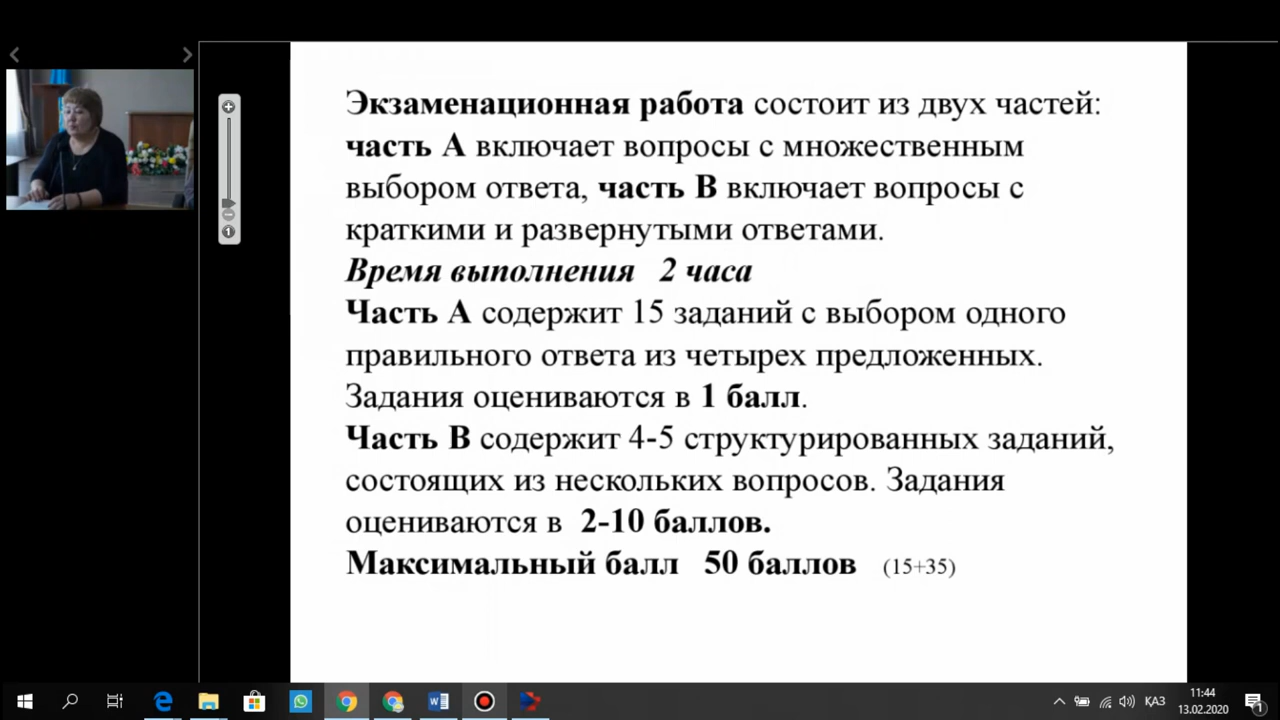 Экзаменационная работа состоит из двух частей:
часть А включает вопросы с множественным
выбором ответа, часть В включает вопросы с
краткими и развернутыми ответами.
Время выполнения 2 часа
Часть А содержит 15 заданий с выбором одного
правильного ответа из четырех предложенных.
Задания оцениваются в 1 балл.
Часть В содержит 4-5 структурированных заданий,
состоящих из нескольких вопросов. Задания
оцениваются в 2-10 баллов.
Максимальный балл 50 баллов (15+35)
ҚАЗ
11:44
13.02.2020
1